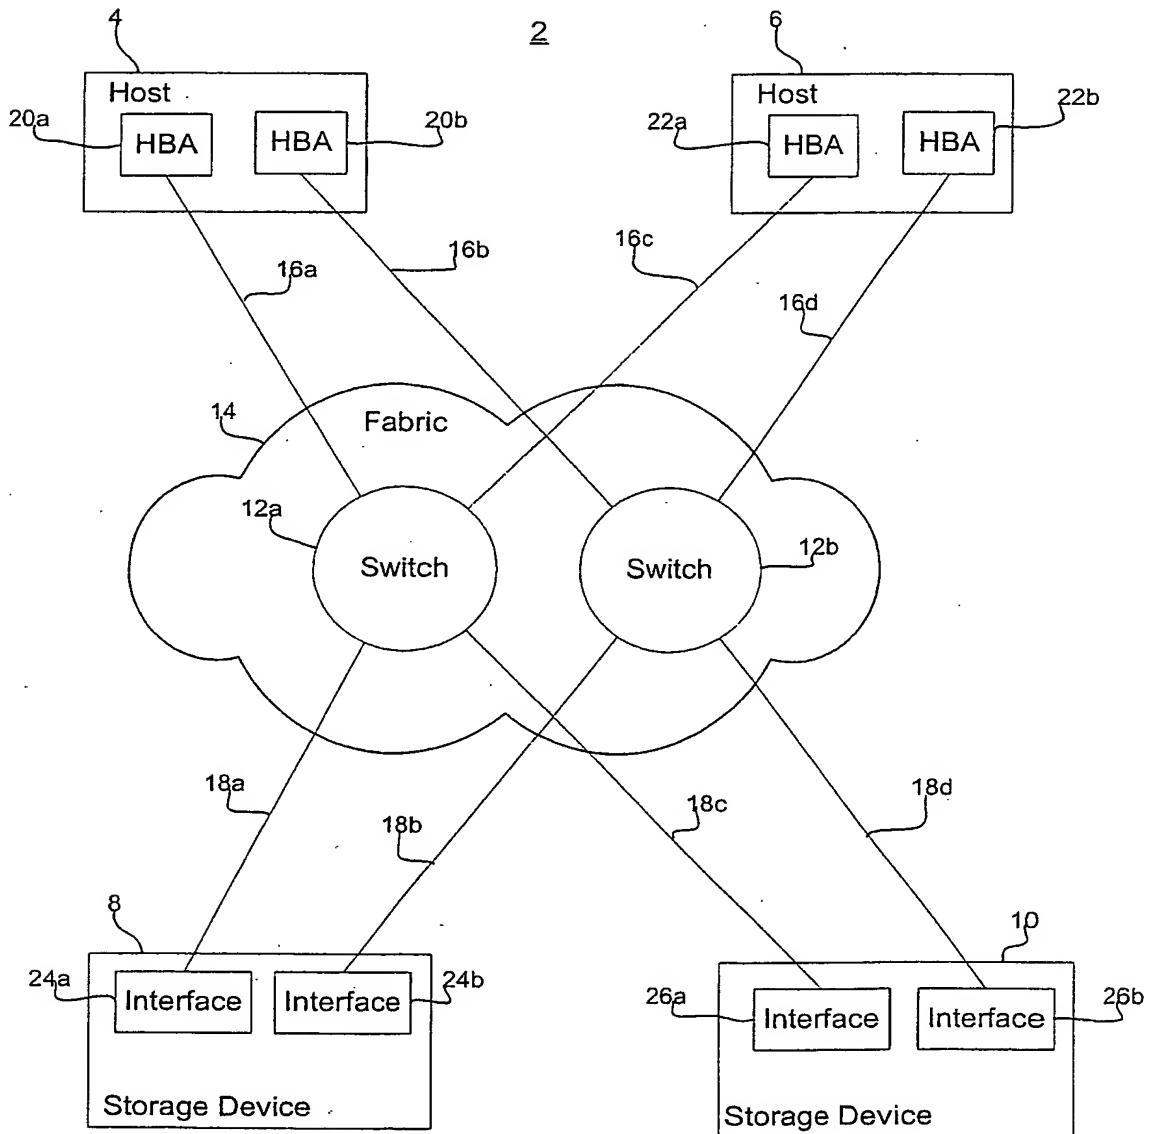 4
2
6
Host
Host
20a
HBA
HBA
20b
22a
HBA
HBA
22b
16a
16b
16c
16d
14
Fabric
12a
Switch
Switch
12b
18a
18b
18c
18d
8
10
24a
Interface
Interface
24b
26a
Interface
Interface
26b
Storage Device
Storage Device